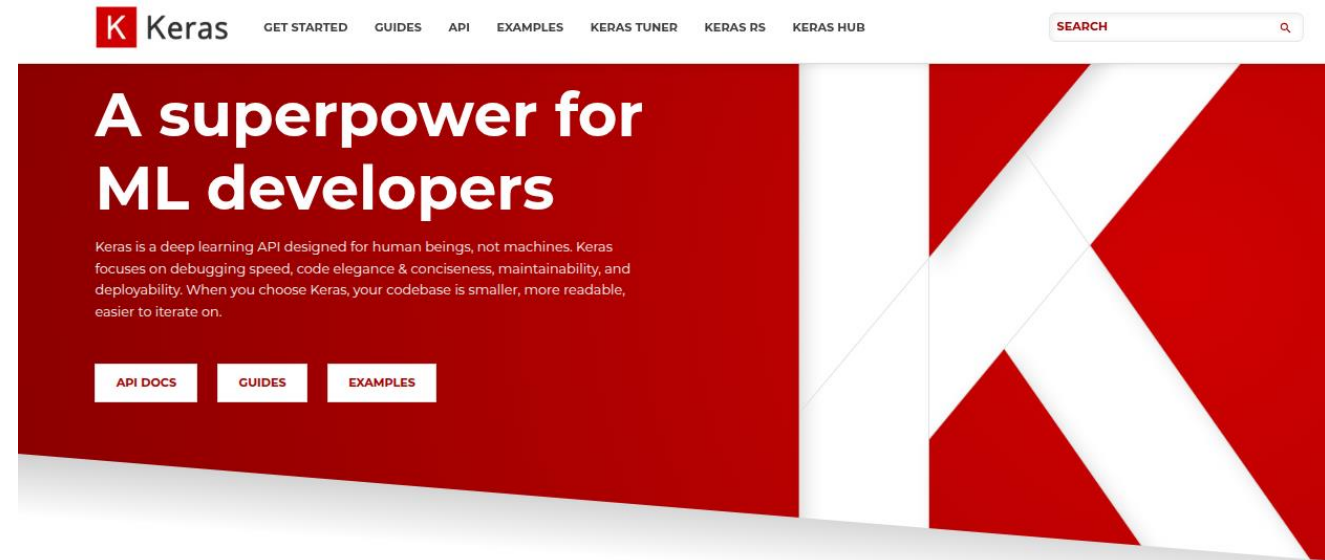 K Keras GET STARTED GUIDES API EXAMPLES KERAS TUNER KERAS RS KERAS HUB SEARCH
A superpower for
ML developers
Keras is a deep learning API designed for human beings, not machines. Keras
focuses on debugging speed, code elegance & conciseness, maintainability, and
deployability. When you choose Keras, your codebase is smaller, more readable,
easier to iterate on.
API DOCS GUIDES EXAMPLES